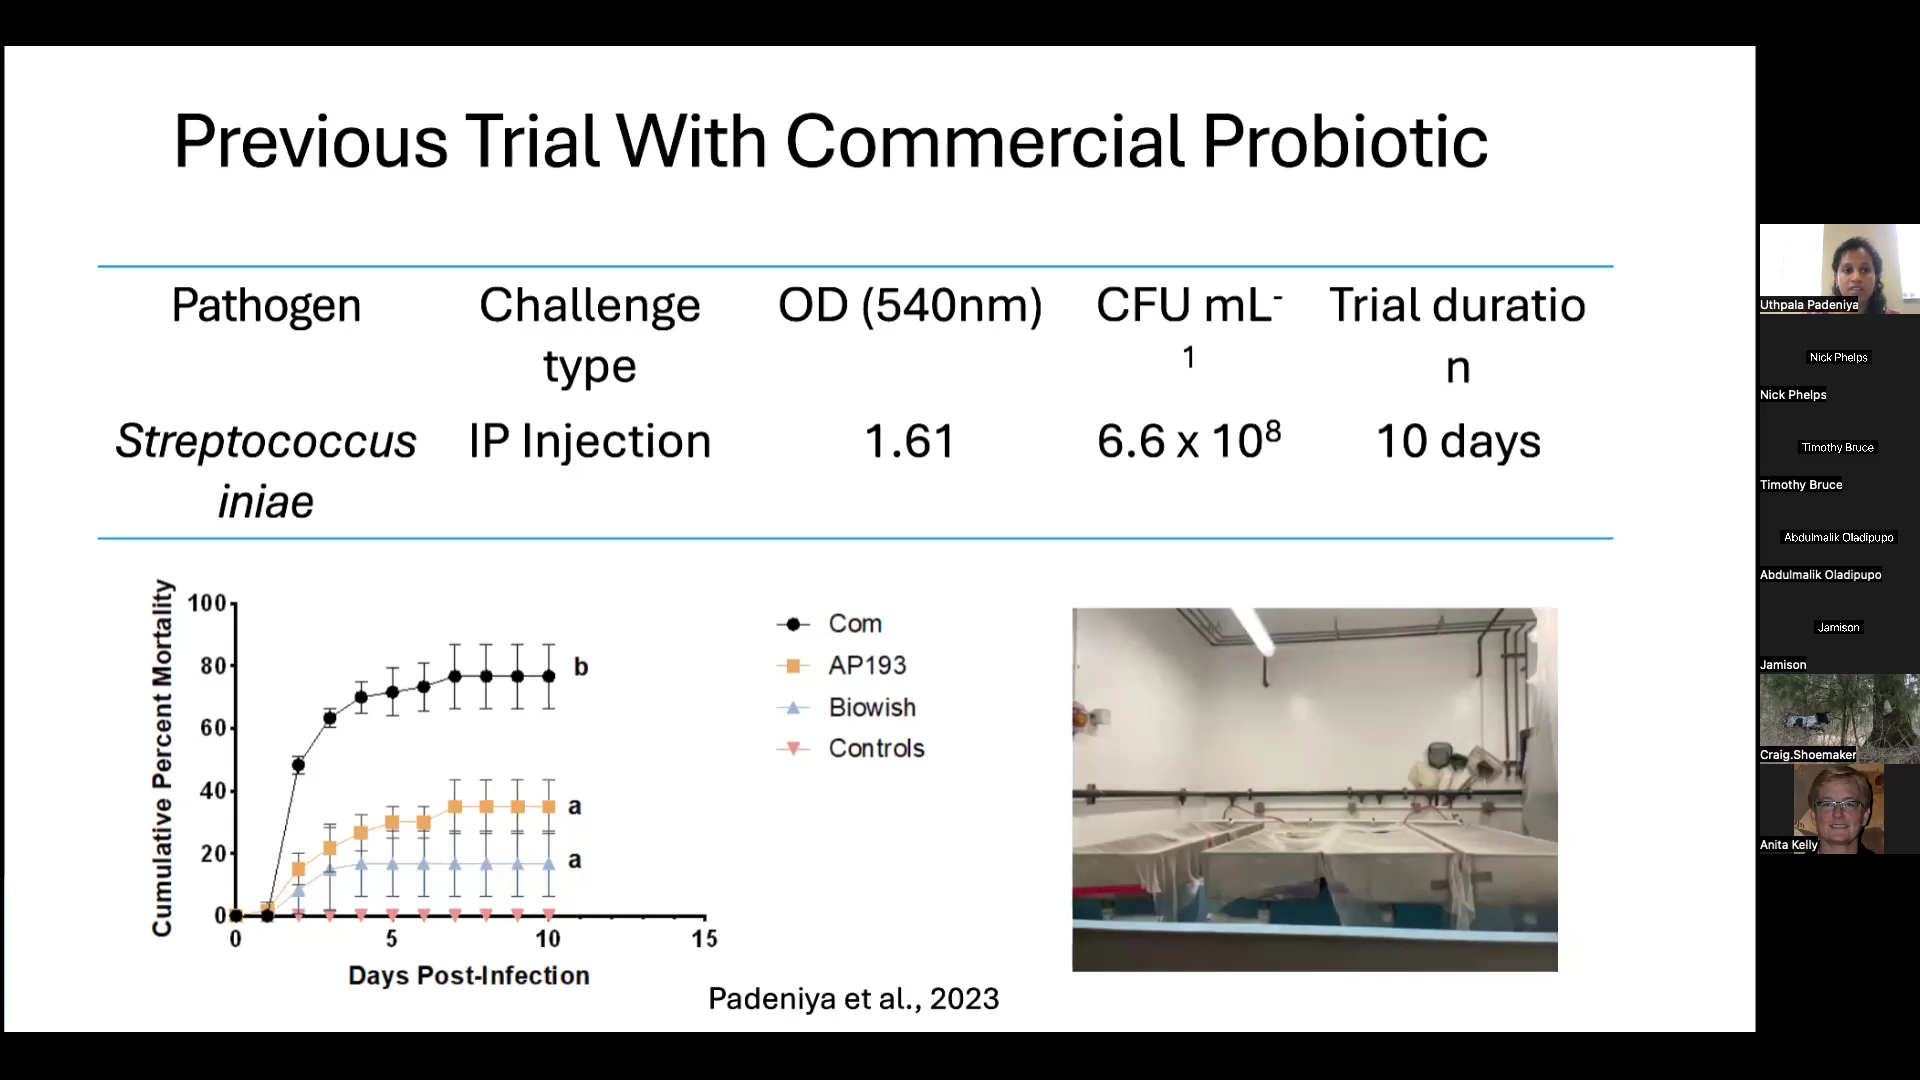 Previous Trial With Commercial Probiotic
Pathogen
Challenge
type
OD (540nm)
CFU mL-
1
Trial duratio
n
Streptococcus
iniae
IP Injection
1.61
6.6 x 10⁸
10 days
Cumulative Percent Mortality
100
80
60
40
20
0
0
5
10
15
b
a
a
Days Post-Infection
Com
AP193
Biowish
Controls
Padeniya et al., 2023
Uthpala Padeniya
Nick Phelps
Nick Phelps
Timothy Bruce
Timothy Bruce
Abdulmalik Oladipupo
Abdulmalik Oladipupo
Jamison
Jamison
Craig.Shoemaker
Anita Kelly